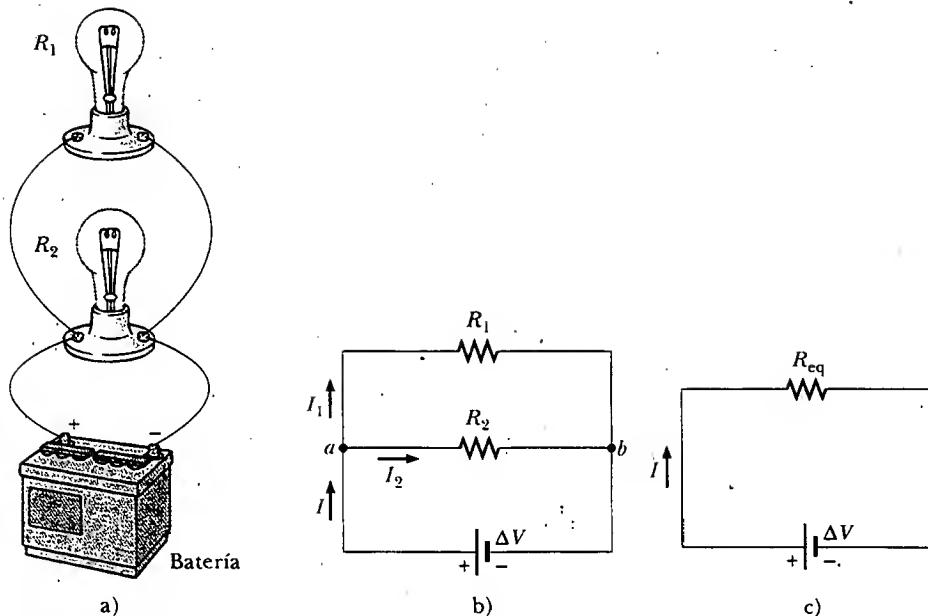 R1
R2
+ −
Batería
a)
R1
I1
R2
a b
I2
I
ΔV
+ −
b)
Req
I
ΔV
+ −
c)